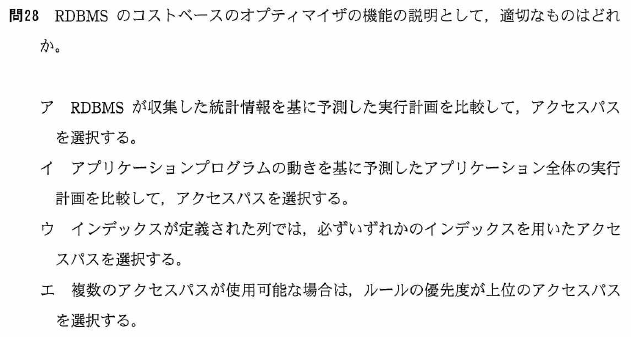 問28 RDBMS のコストベースのオプティマイザの機能の説明として，適切なものはどれ
か。
ア RDBMS が収集した統計情報を基に予測した実行計画を比較して，アクセスパス
を選択する。
イ アプリケーションプログラムの動きを基に予測したアプリケーション全体の実行
計画を比較して，アクセスパスを選択する。
ウ インデックスが定義された列では，必ずいずれかのインデックスを用いたアクセ
スパスを選択する。
エ 複数のアクセスパスが使用可能な場合は，ルールの優先度が上位のアクセスパス
を選択する。